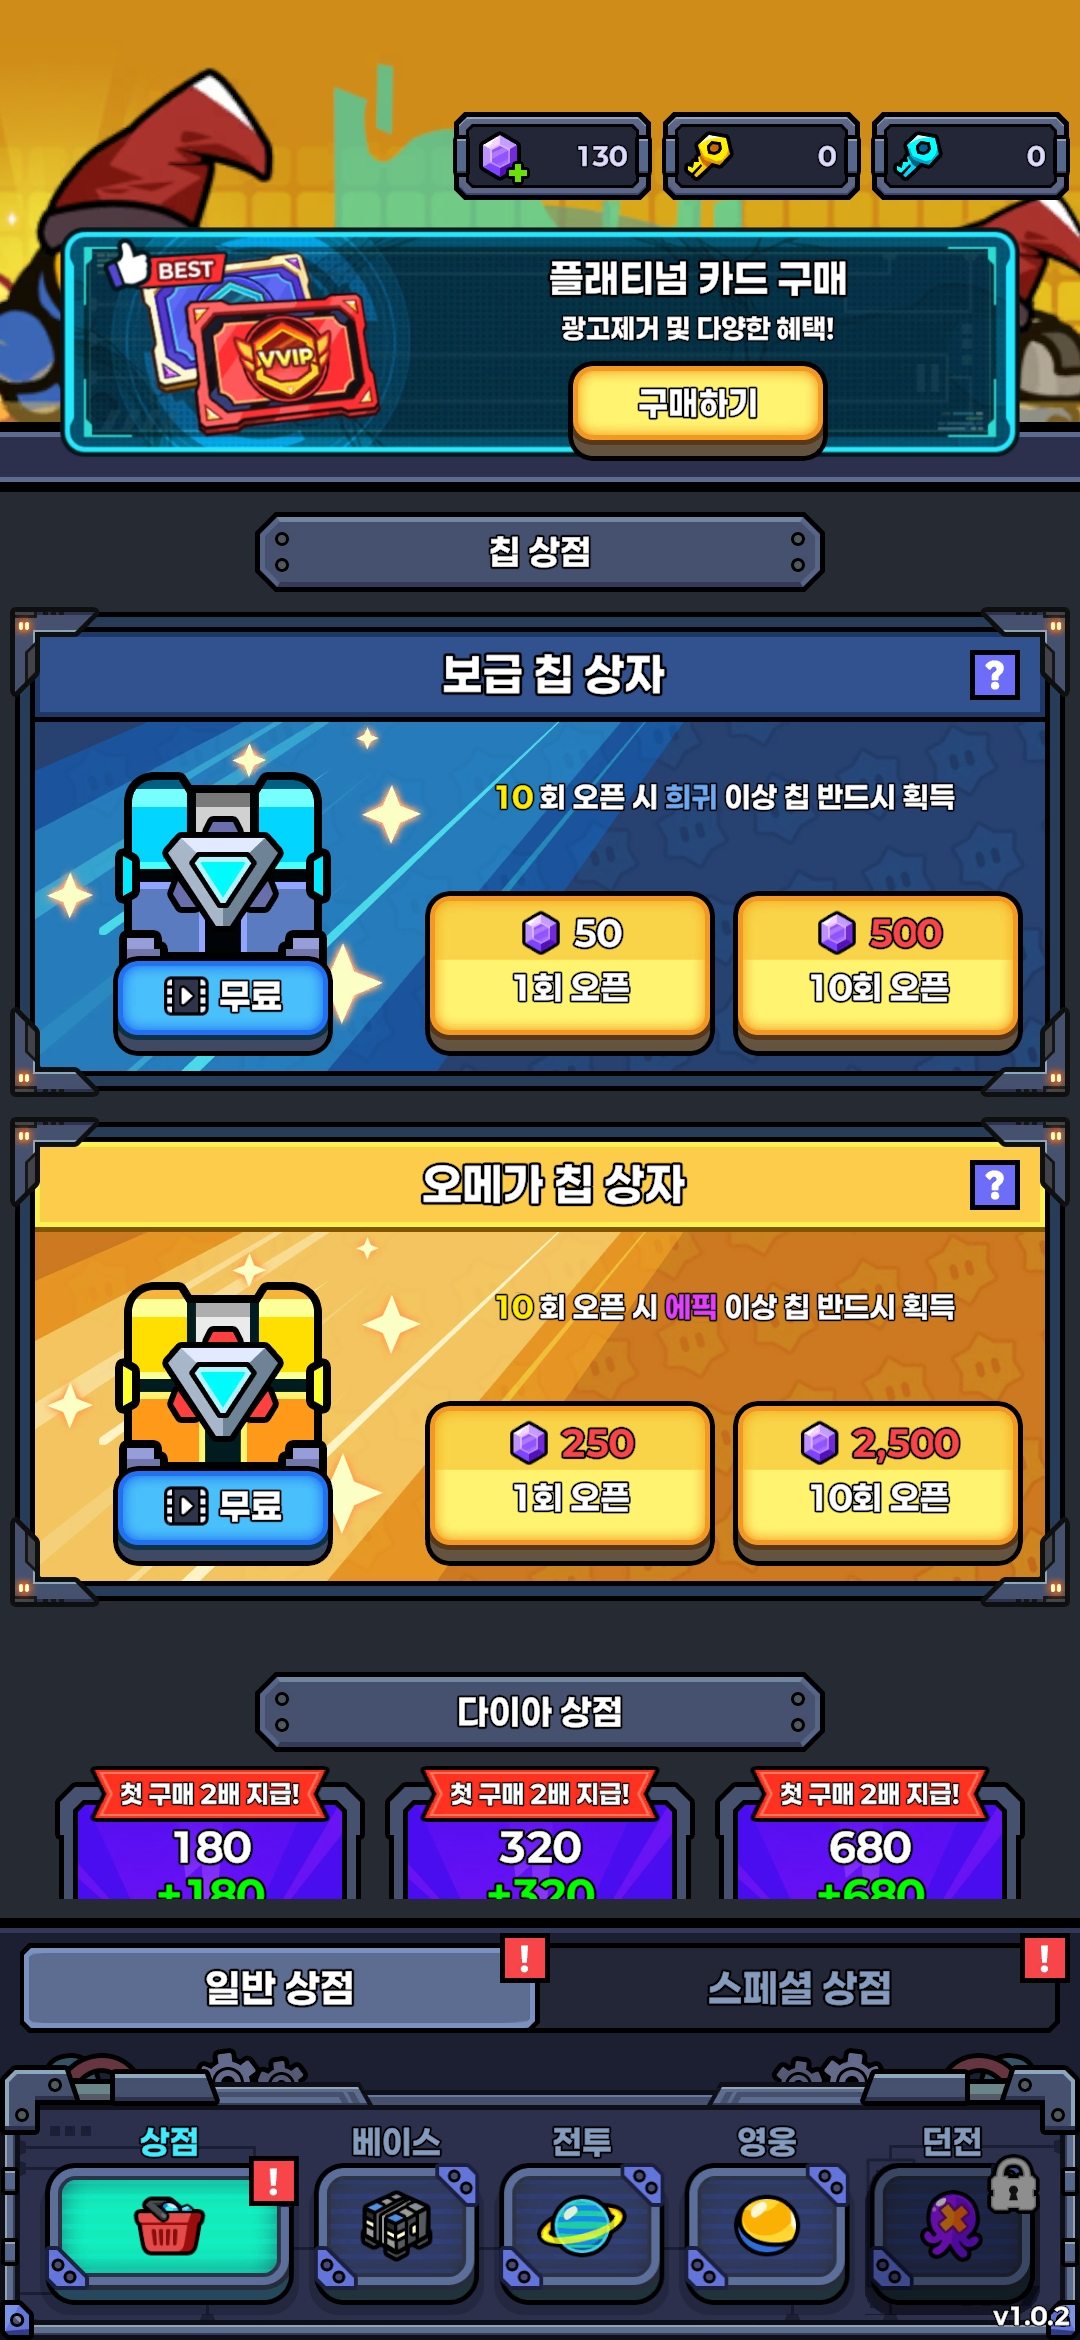 130
0
0
BEST
VVIP
플래티넘 카드 구매
광고제거 및 다양한 혜택!
구매하기
칩 상점
보급 칩 상자
?
10 회 오픈 시 희귀 이상 칩 반드시 획득
무료
50
1회 오픈
500
10회 오픈
오메가 칩 상자
?
10 회 오픈 시 에픽 이상 칩 반드시 획득
무료
250
1회 오픈
2,500
10회 오픈
다이아 상점
첫 구매 2배 지급!
180
+180
첫 구매 2배 지급!
320
+320
첫 구매 2배 지급!
680
+680
일반 상점
!
스페셜 상점
!
상점
!
베이스
전투
영웅
던전
v1.0.2